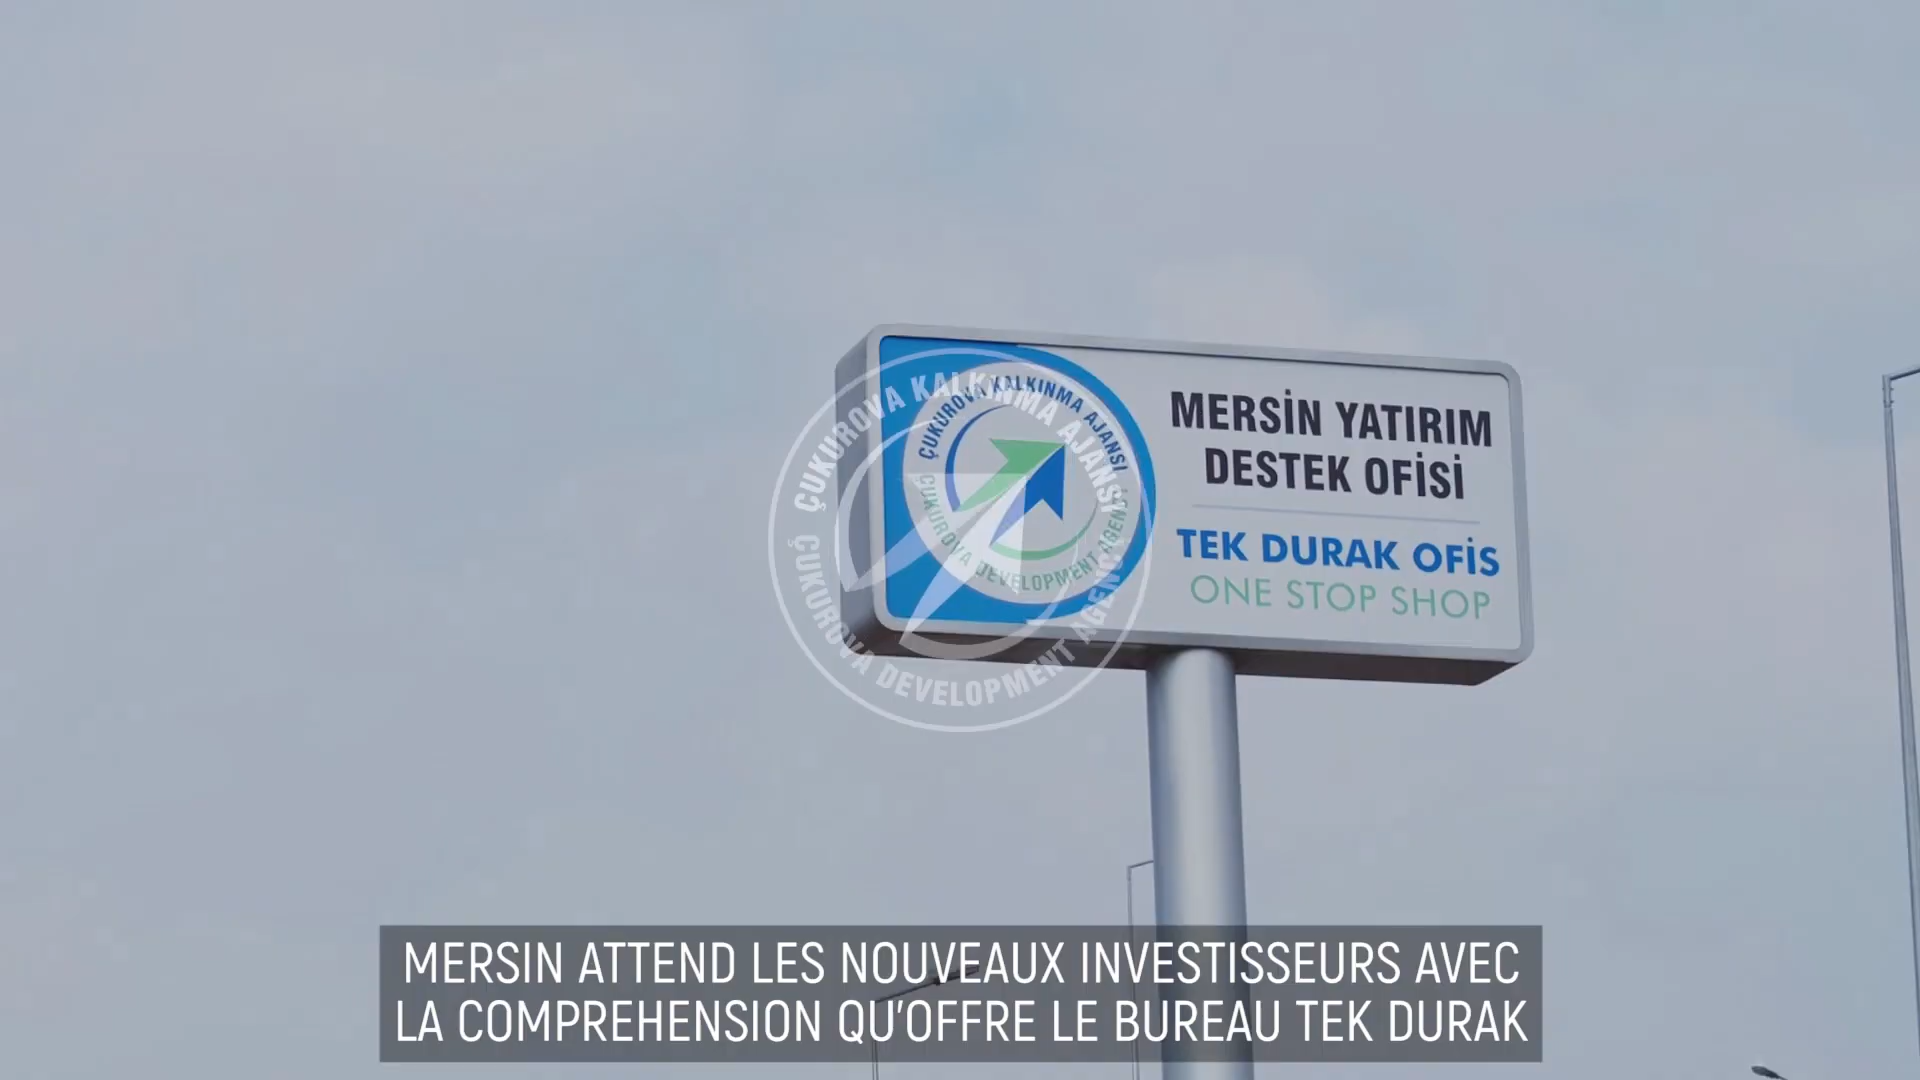 ÇUKUROVA KALKINMA AJANSI
ÇUKUROVA DEVELOPMENT AGENCY
ÇUKUROVA KALKINMA AJANSI
ÇUKUROVA DEVELOPMENT AGENCY
MERSİN YATIRIM
DESTEK OFİSİ
TEK DURAK OFİS
ONE STOP SHOP
MERSIN ATTEND LES NOUVEAUX INVESTISSEURS AVEC
LA COMPREHENSION QU'OFFRE LE BUREAU TEK DURAK